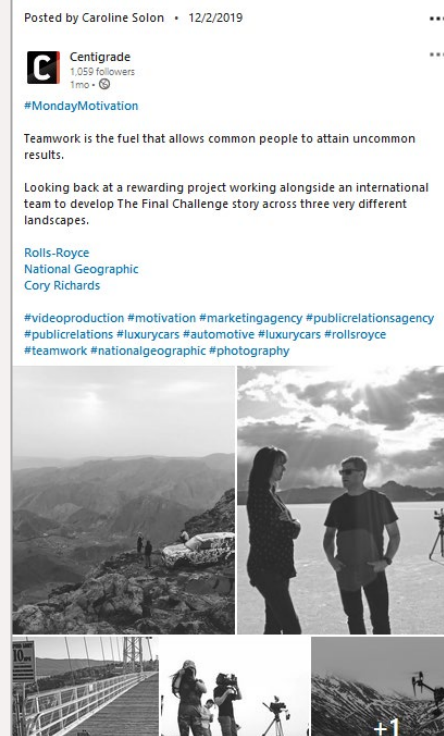 Posted by Caroline Solon • 12/2/2019
Centigrade
1,059 followers
1mo •
#MondayMotivation
Teamwork is the fuel that allows common people to attain uncommon
results.
Looking back at a rewarding project working alongside an international
team to develop The Final Challenge story across three very different
landscapes.
Rolls-Royce
National Geographic
Cory Richards
#videoproduction #motivation #marketingagency #publicrelationsagency
#publicrelations #luxurycars #automotive #luxurycars #rollsroyce
#teamwork #nationalgeographic #photography
10
+1